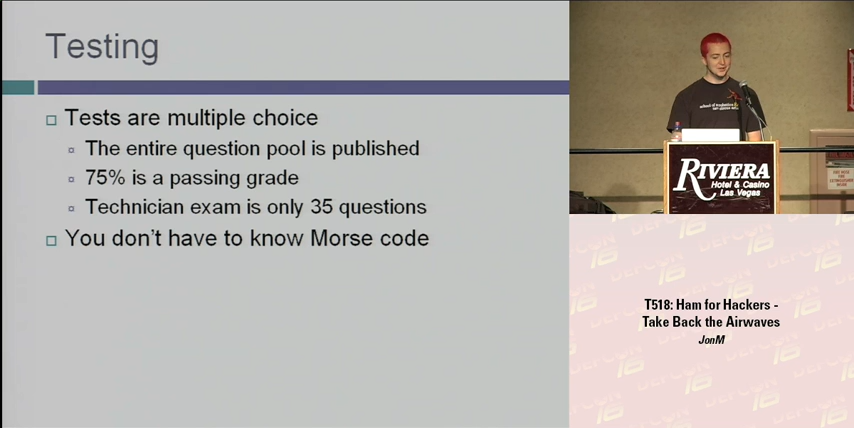 Testing
Tests are multiple choice
The entire question pool is published
75% is a passing grade
Technician exam is only 35 questions
You don't have to know Morse code
RIVIERA
Hotel & Casino
Las Vegas
DEFCON
16
T518: Ham for Hackers -
Take Back the Airwaves
JonM